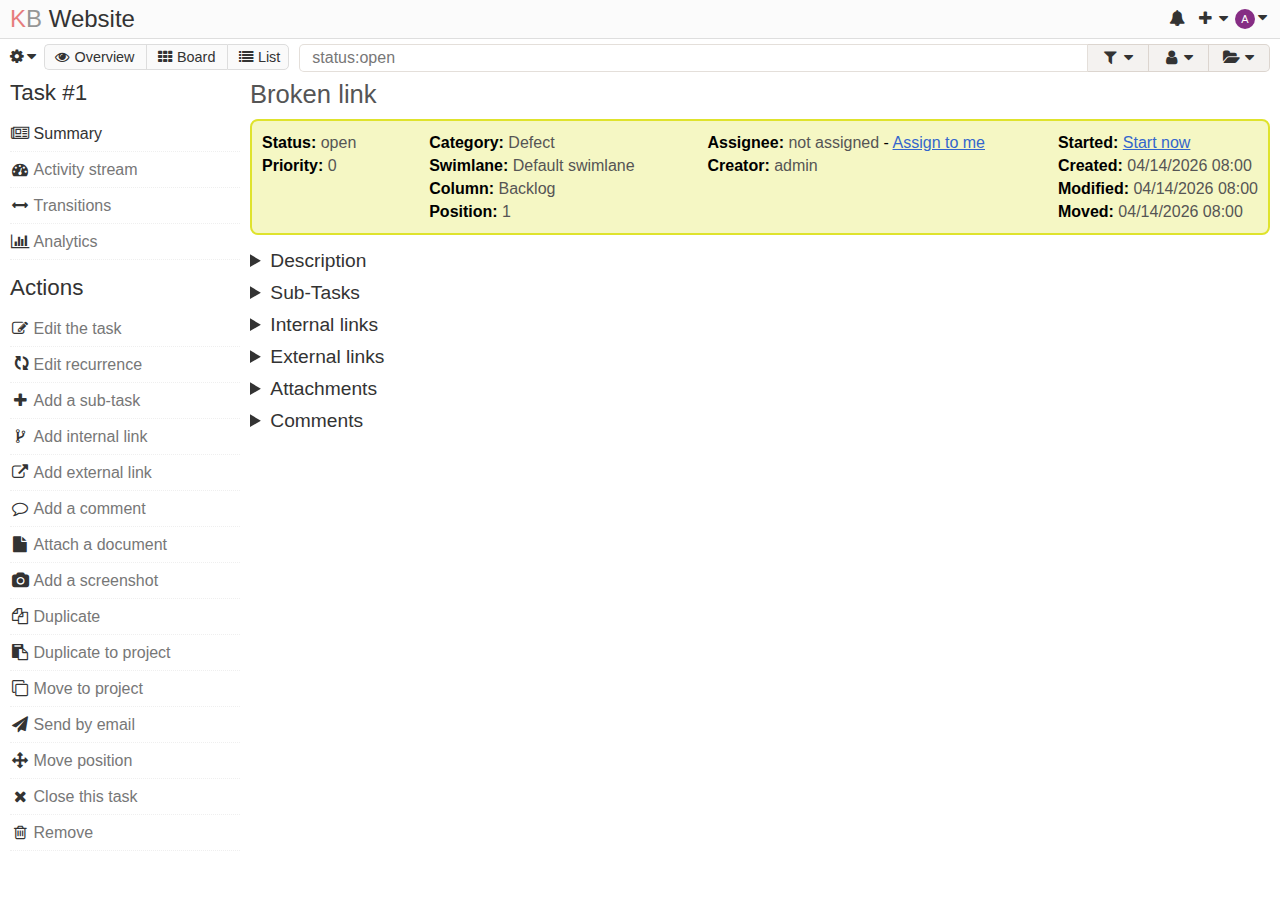 KB Website
A
Overview Board List status:open
Task #1
Summary
Activity stream
Transitions
Analytics
Actions
Edit the task
Edit recurrence
Add a sub-task
Add internal link
Add external link
Add a comment
Attach a document
Add a screenshot
Duplicate
Duplicate to project
Move to project
Send by email
Move position
Close this task
Remove
Broken link
Status: open
Priority: 0
Category: Defect
Swimlane: Default swimlane
Column: Backlog
Position: 1
Assignee: not assigned - Assign to me
Creator: admin
Started: Start now
Created: 04/14/2026 08:00
Modified: 04/14/2026 08:00
Moved: 04/14/2026 08:00
Description
Sub-Tasks
Internal links
External links
Attachments
Comments